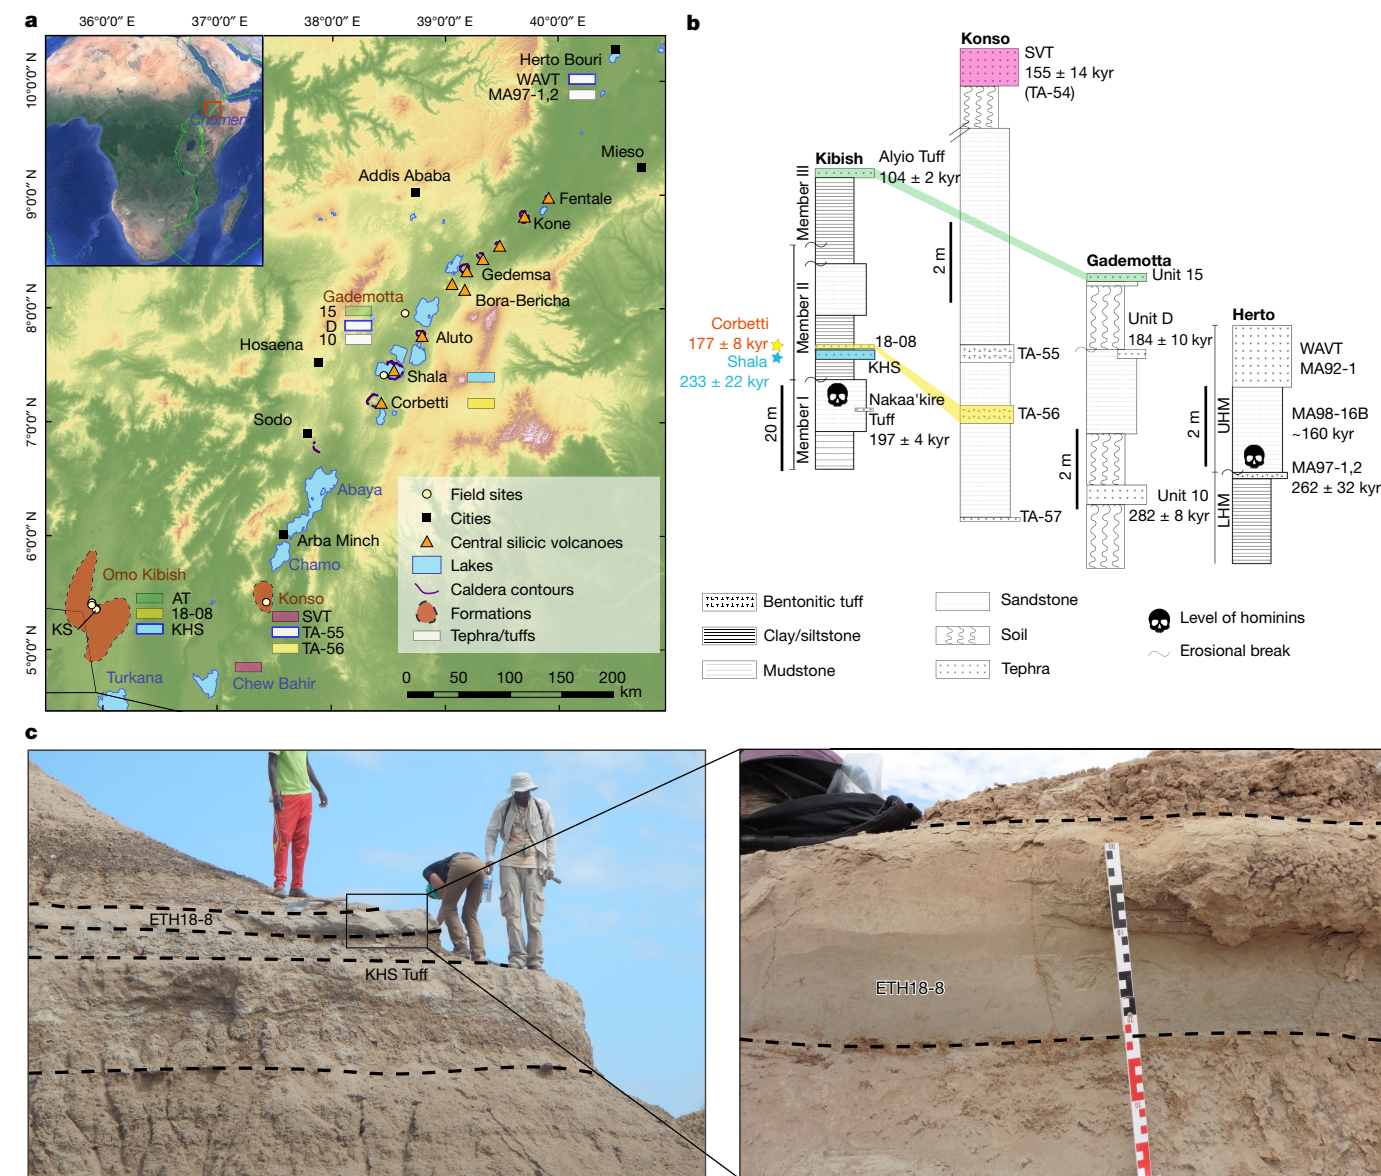 a
36°0′0″ E
37°0′0″ E
38°0′0″ E
39°0′0″ E
40°0′0″ E
10°0′0″ N
9°0′0″ N
8°0′0″ N
7°0′0″ N
6°0′0″ N
5°0′0″ N
Chomen
Herto Bouri
WAVT
MA97-1,2
Mieso
Addis Ababa
Fentale
Kone
Gedemsa
Bora-Bericha
Gademotta
15
D
10
Aluto
Hosaena
Shala
Corbetti
Sodo
Abaya
Arba Minch
Chamo
Omo Kibish
AT
18-08
KHS
KS
Konso
SVT
TA-55
TA-56
Turkana
Chew Bahir
Field sites
Cities
Central silicic volcanoes
Lakes
Caldera contours
Formations
Tephra/tuffs
0 50 100 150 200
km
b
Konso
SVT
155 ± 14 kyr
(TA-54)
2 m
TA-55
TA-56
TA-57
Kibish
Alyio Tuff
104 ± 2 kyr
Member III
Member II
Member I
Corbetti
177 ± 8 kyr
Shala
233 ± 22 kyr
18-08
KHS
Nakaa'kire
Tuff
197 ± 4 kyr
20 m
Gademotta
Unit 15
Unit D
184 ± 10 kyr
2 m
Unit 10
282 ± 8 kyr
Herto
WAVT
MA92-1
2 m
UHM
MA98-16B
~160 kyr
MA97-1,2
262 ± 32 kyr
LHM
Bentonitic tuff
Clay/siltstone
Mudstone
Sandstone
Soil
Tephra
Level of hominins
Erosional break
c
ETH18-8
KHS Tuff
ETH18-8